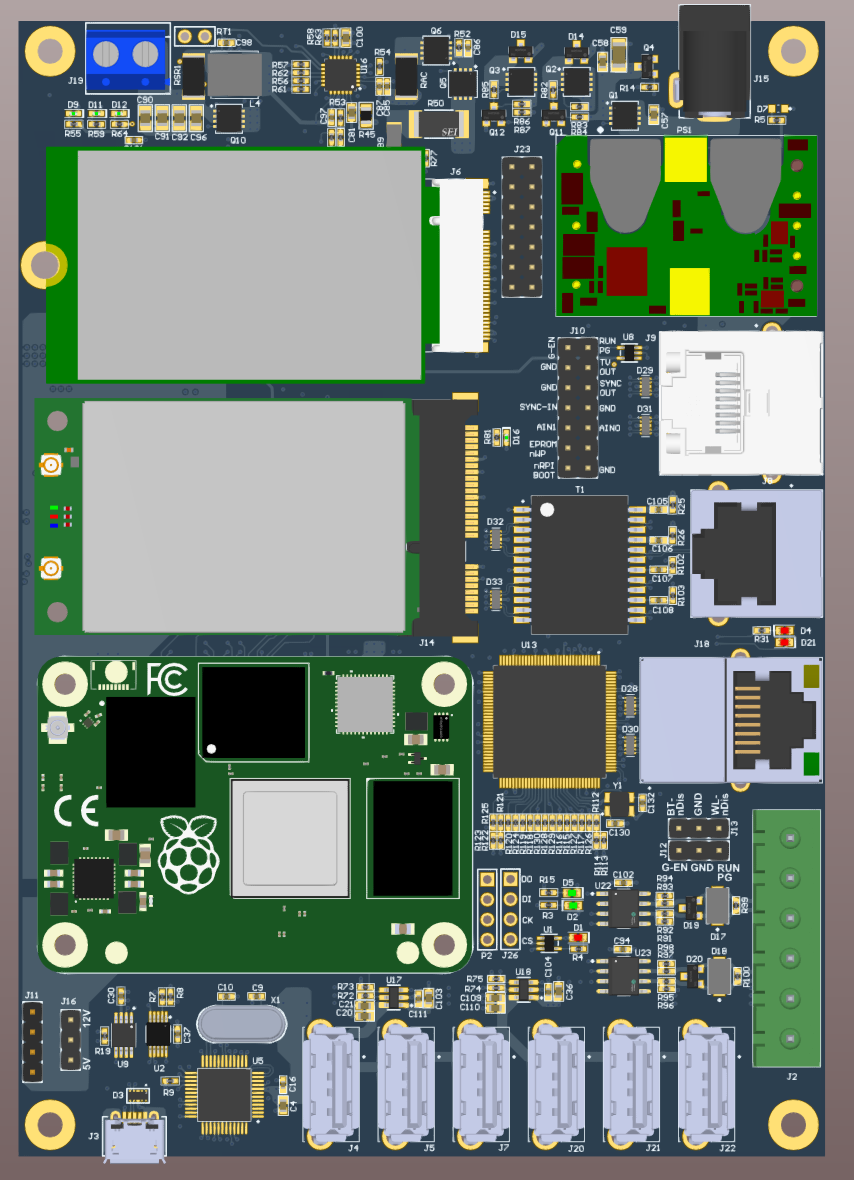 R58
R63
C100
RT1
C98
J19
RSR1
L4
R57
R62
R56
R61
U16
R54
Q6
R52
C86
RAC
Q5
D15
Q3
R85
D14
Q2
R82
C58
C59
Q4
R14
Q1
C57
J15
D7
R5
D9
D11
D12
R55
R59
R64
C90
C91
C92
C96
Q10
R53
C97
C81
R45
R50
SEI
Q12
R86
R87
Q11
R83
R84
PS1
R77
J6
J23
J10
G-EN
RUN
PG
U8
J9
GND
TV
OUT
GND
SYNC
OUT
D29
SYNC-IN
GND
D31
AIN1
AIN0
EPROM
nWP
nRPI
BOOT
GND
R81
D16
T1
D32
D33
C105
R25
C106
R26
C107
R102
C108
R103
J14
U13
J18
R31
D4
D21
D28
D30
FC
CE
Y1
C132
C130
R125
R121
R112
R123
R122
R114
R113
BT-
nDis
GND
WL-
nDis
J13
J12
G-EN GND RUN
PG
P2
J26
DO
DI
CK
CS
R15
D5
R3
D2
U1
D1
R4
C104
C102
U22
R94
R93
R92
R91
D19
D17
R99
C94
U23
R98
R97
R95
R96
D20
D18
R100
J11
J16
12V
5V
C30
R7
R8
R19
U9
U2
C37
C10
C9
X1
R9
U5
C16
C4
D3
J3
R73
R72
C21
C20
U17
C103
C111
R75
R74
C109
C110
U18
C36
J4
J5
J7
J20
J21
J22
J2